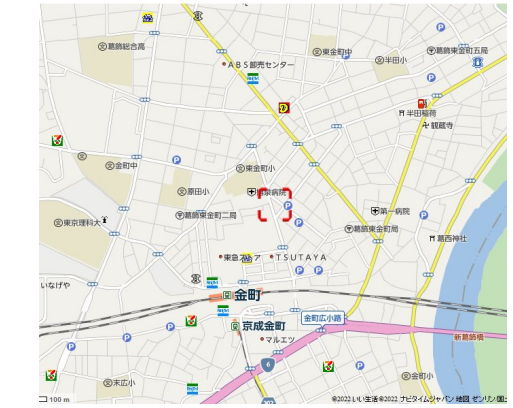 葛飾総合高
東金町中
葛飾東金町五局
半田小
ABS卸売センター
半田稲荷
観蔵寺
金町中
東金町小
原田小
第一病院
葛飾東金町二局
東京理科大
葛飾東金町局
葛西神社
TSUTAYA
いなげや
金町
京成金町
金町広小路
新葛飾橋
マルエツ
6
末広小
金町小
100 m
©2022 いい生活 ©2022 ナビタイムジャパン 地図 ゼンリン